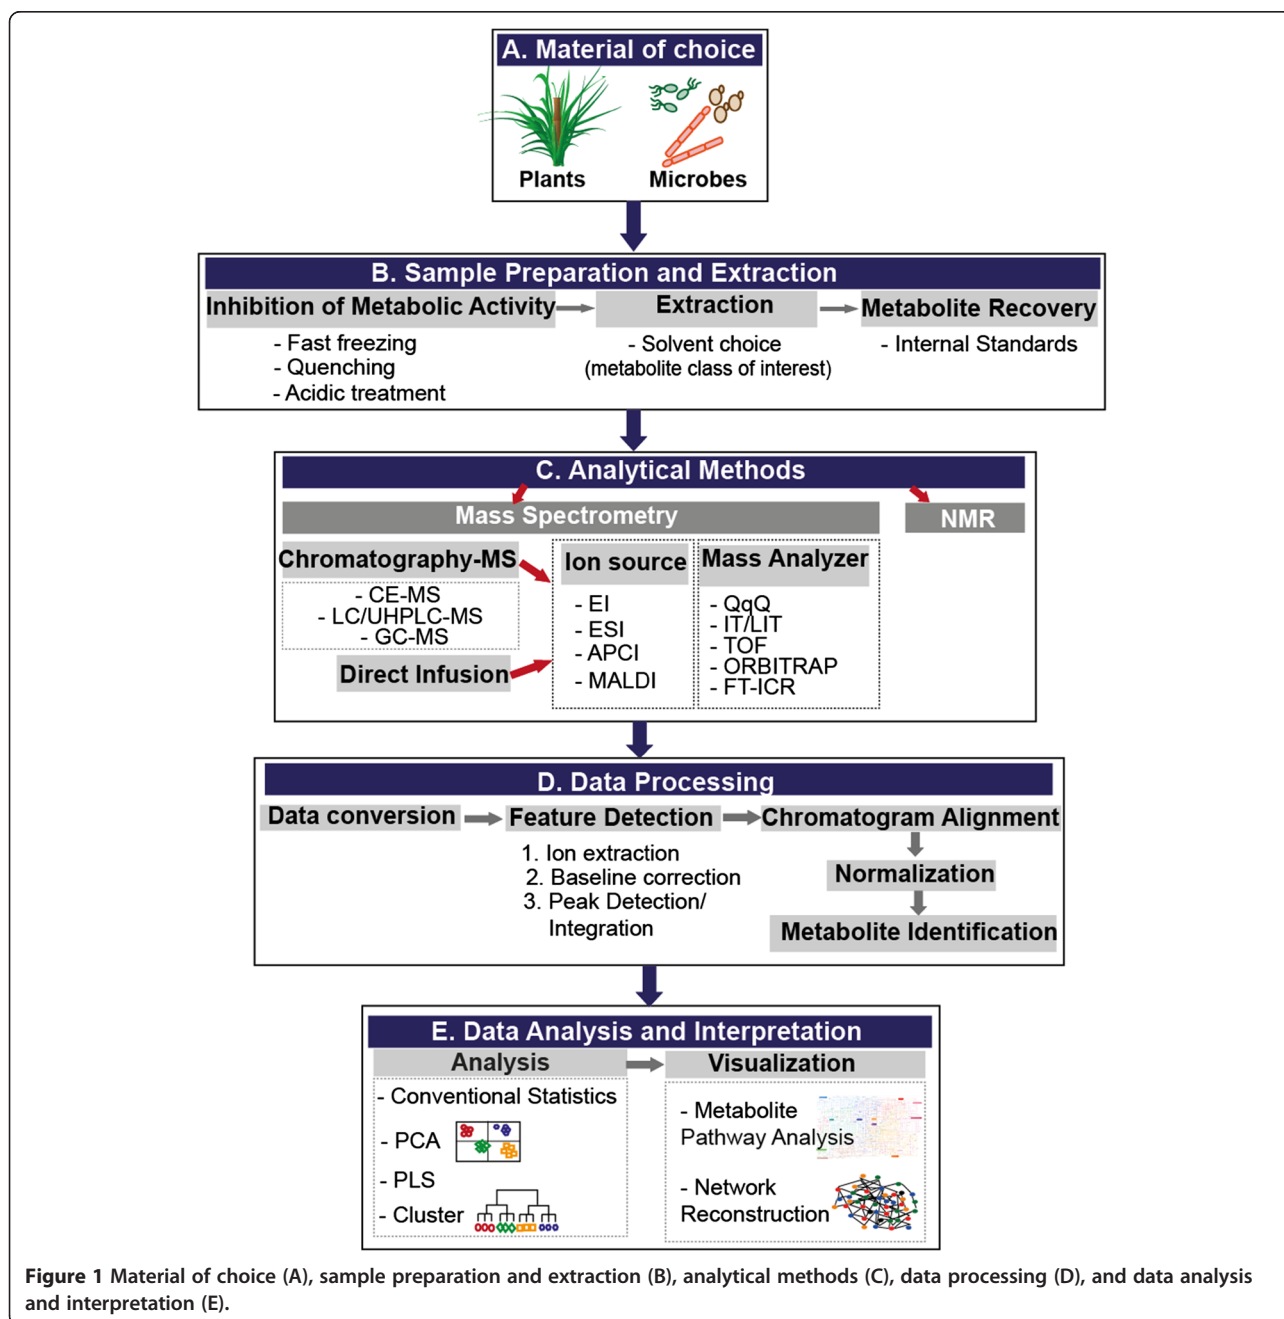 A. Material of choice
Plants
Microbes
B. Sample Preparation and Extraction
Inhibition of Metabolic Activity
- Fast freezing
- Quenching
- Acidic treatment
Extraction
- Solvent choice
(metabolite class of interest)
Metabolite Recovery
- Internal Standards
C. Analytical Methods
Mass Spectrometry
NMR
Chromatography-MS
- CE-MS
- LC/UHPLC-MS
- GC-MS
Direct Infusion
Ion source
- EI
- ESI
- APCI
- MALDI
Mass Analyzer
- QqQ
- IT/LIT
- TOF
- ORBITRAP
- FT-ICR
D. Data Processing
Data conversion
Feature Detection
1. Ion extraction
2. Baseline correction
3. Peak Detection/
Integration
Chromatogram Alignment
Normalization
Metabolite Identification
E. Data Analysis and Interpretation
Analysis
- Conventional Statistics
- PCA
- PLS
- Cluster
Visualization
- Metabolite
Pathway Analysis
- Network
Reconstruction
Figure 1 Material of choice (A), sample preparation and extraction (B), analytical methods (C), data processing (D), and data analysis
and interpretation (E).